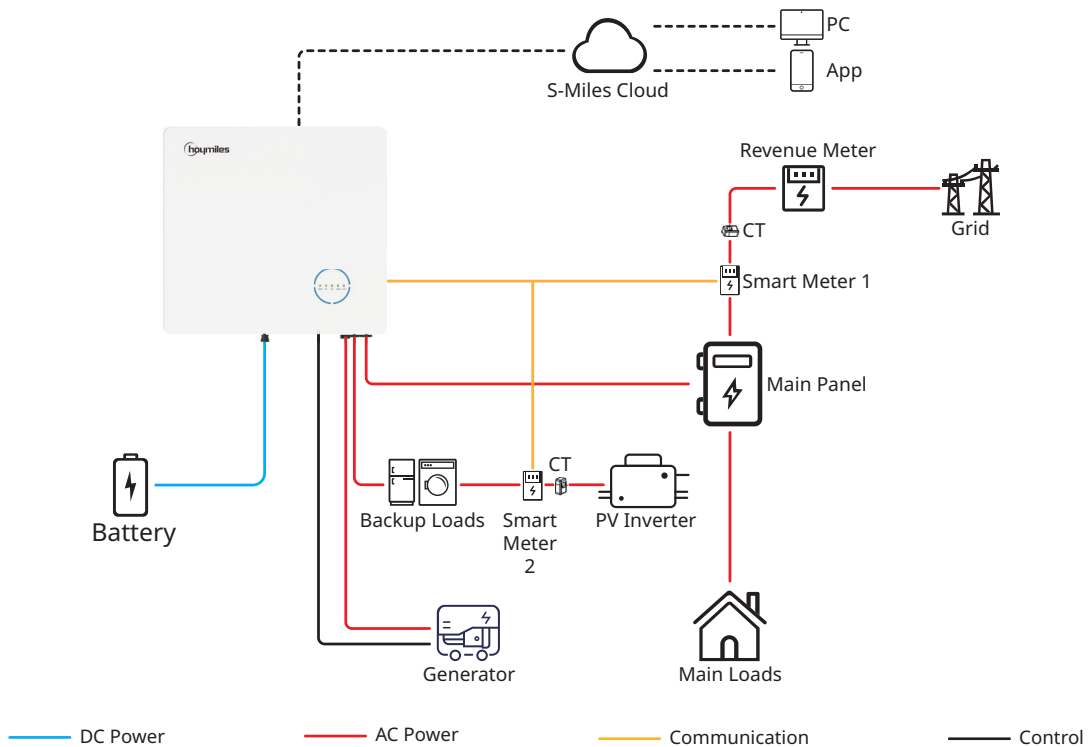 PC
App
S-Miles Cloud
hoymiles
Revenue Meter
Grid
CT
Smart Meter 1
Main Panel
Battery
Backup Loads
CT
Smart
Meter
2
PV Inverter
Generator
Main Loads
DC Power
AC Power
Communication
Control